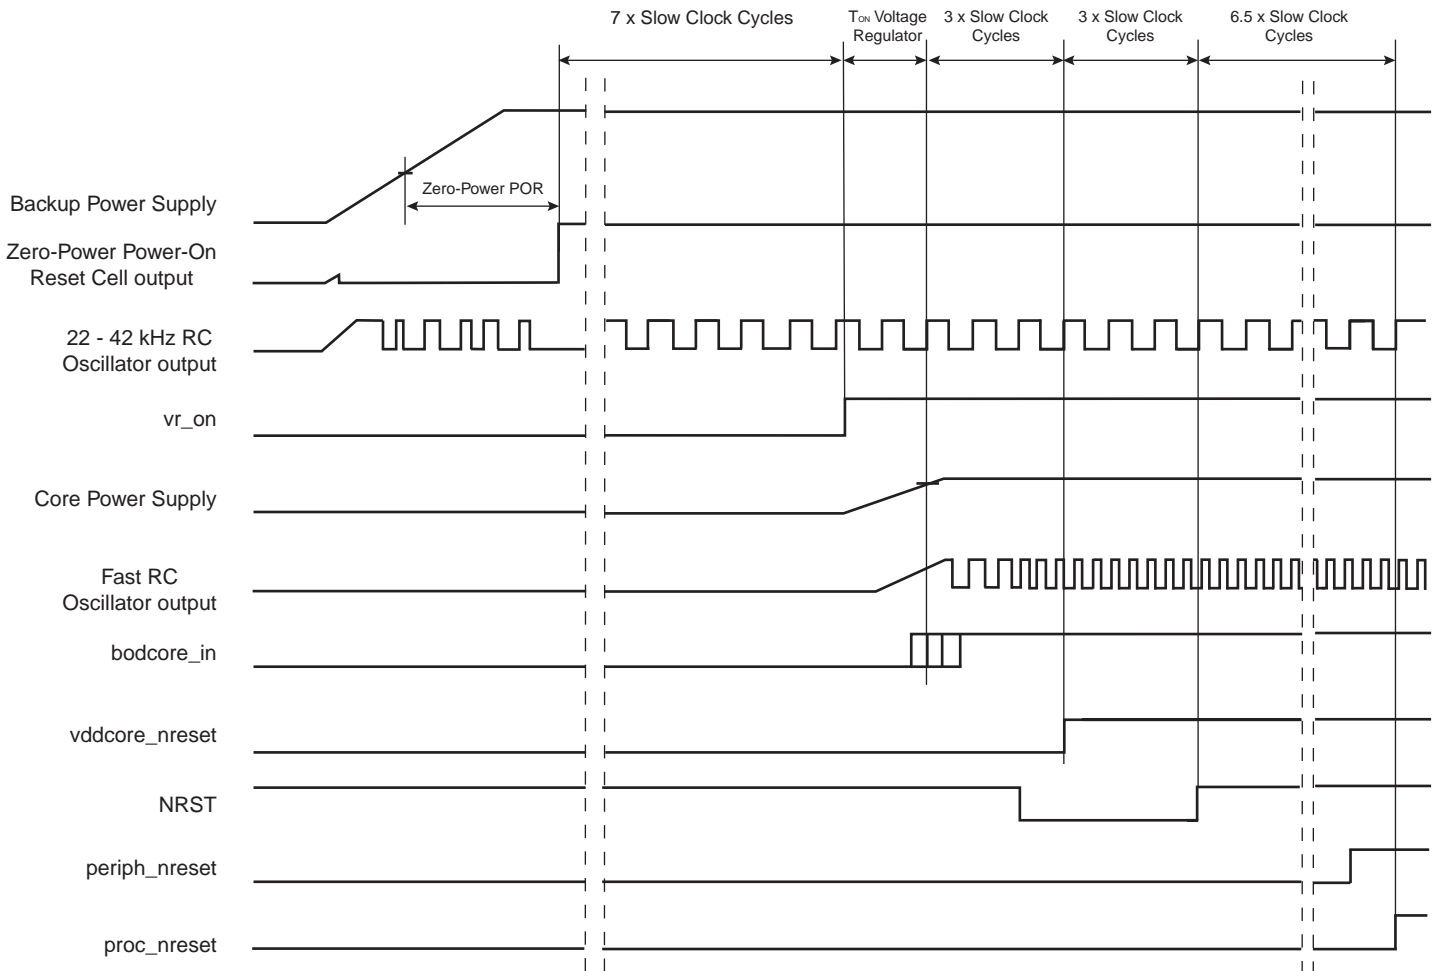 7 x Slow Clock Cycles
TON Voltage
Regulator
3 x Slow Clock
Cycles
3 x Slow Clock
Cycles
6.5 x Slow Clock
Cycles
Zero-Power POR
Backup Power Supply
Zero-Power Power-On
Reset Cell output
22 - 42 kHz RC
Oscillator output
vr_on
Core Power Supply
Fast RC
Oscillator output
bodcore_in
vddcore_nreset
NRST
periph_nreset
proc_nreset